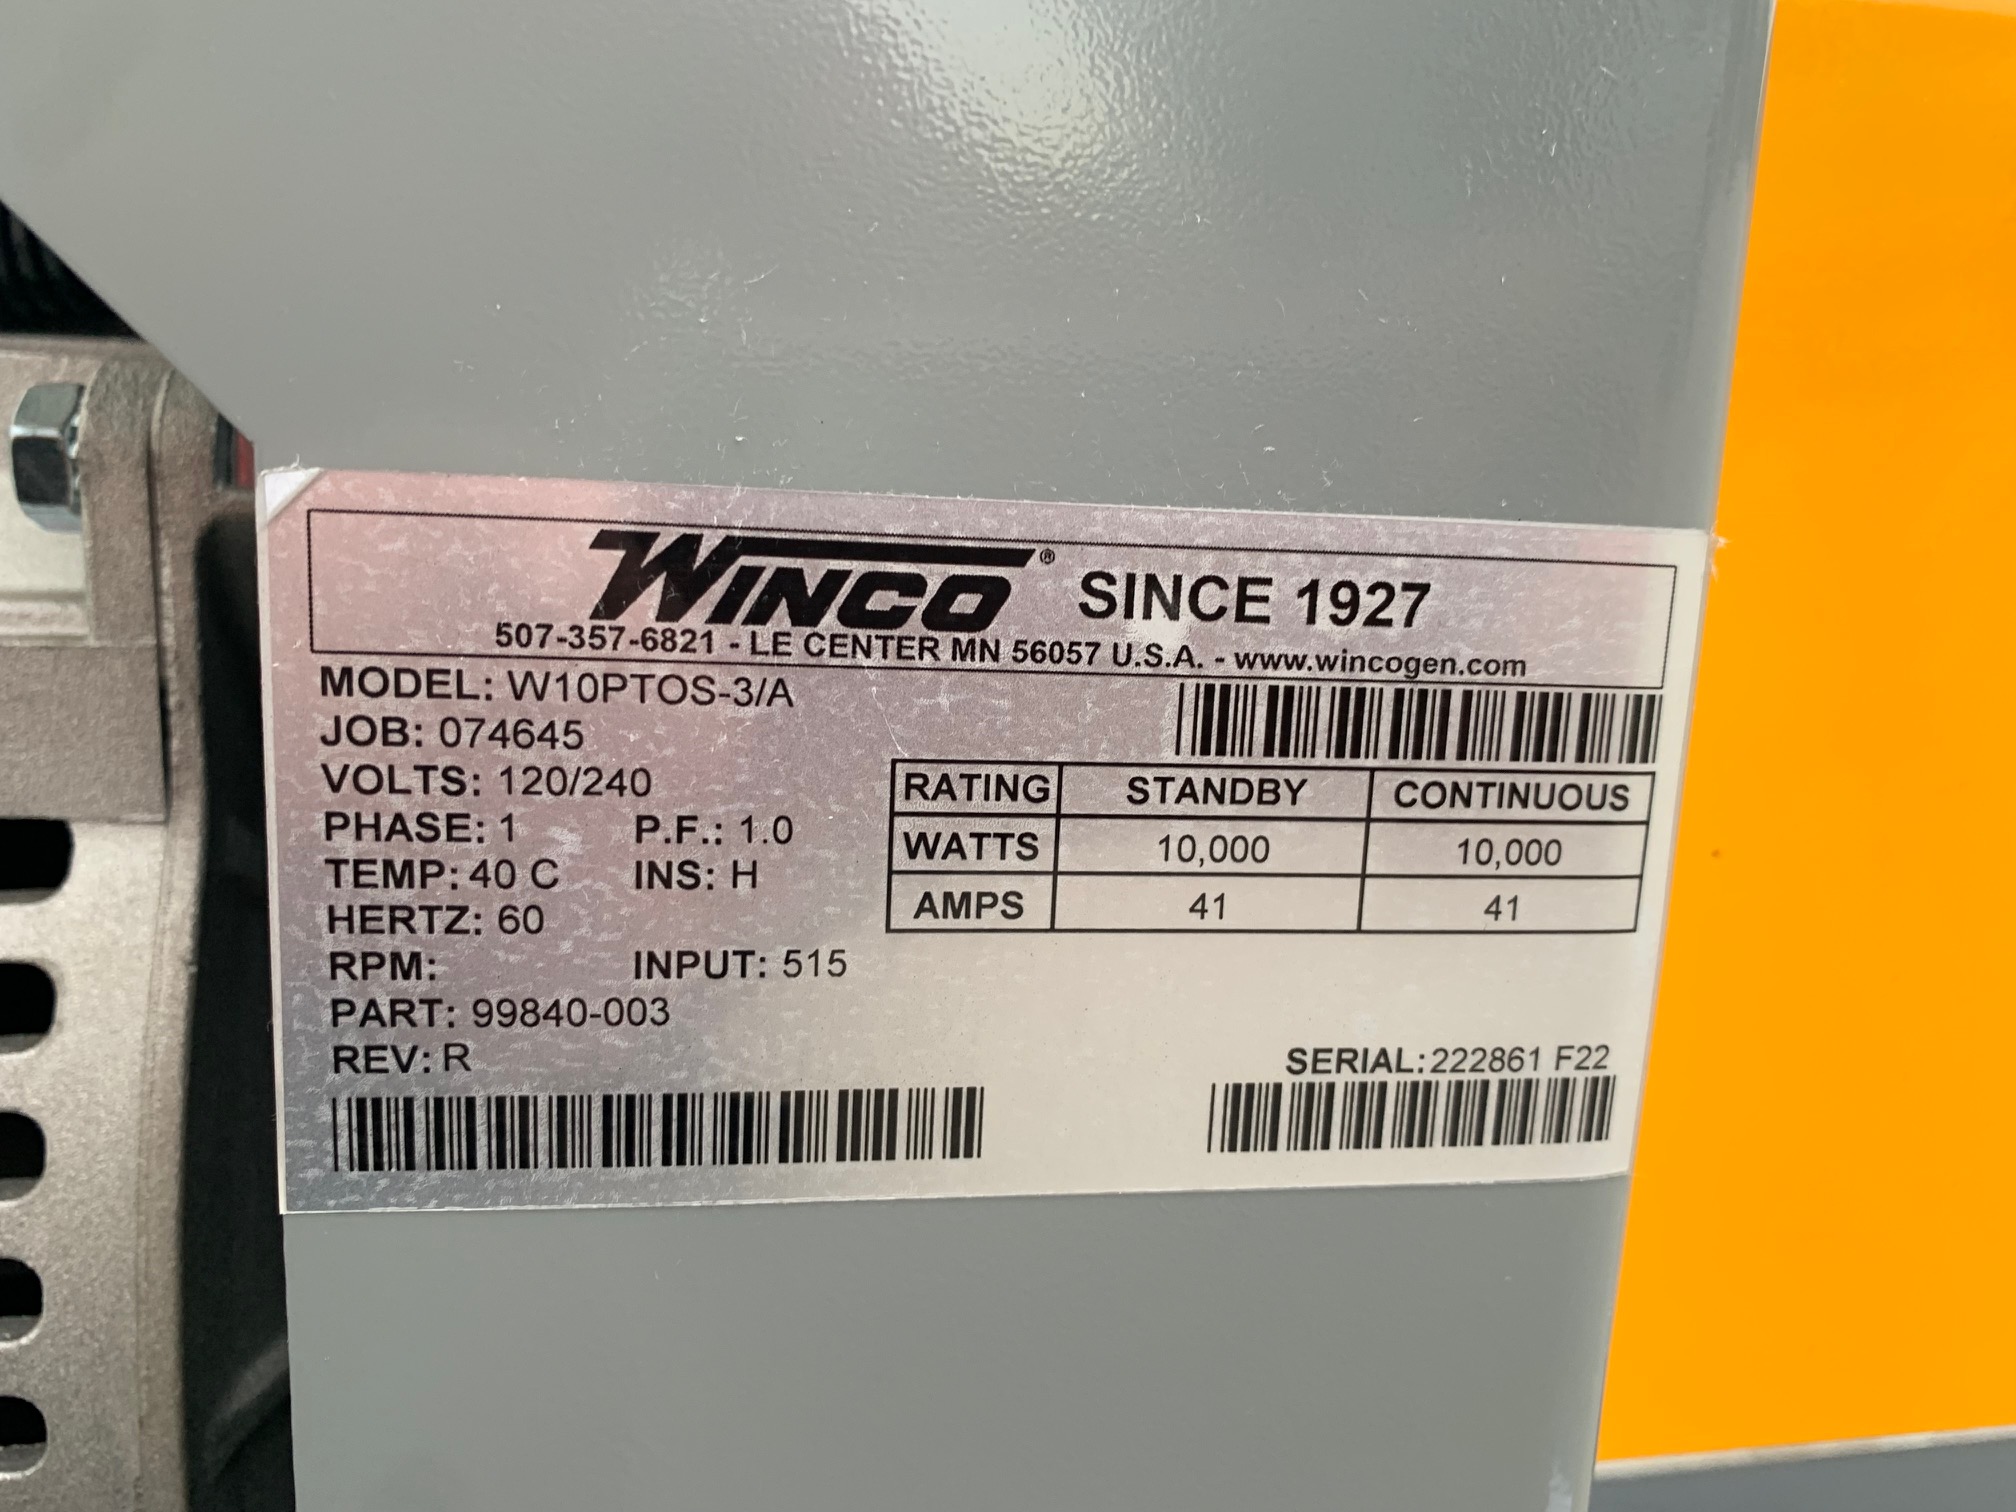 WINCO® SINCE 1927
507-357-6821 - LE CENTER MN 56057 U.S.A. - www.wincogen.com
MODEL: W10PTOS-3/A
JOB: 074645
VOLTS: 120/240
PHASE: 1 P.F.: 1.0
TEMP: 40 C INS: H
HERTZ: 60
RPM: INPUT: 515
PART: 99840-003
REV: R
RATING STANDBY CONTINUOUS
WATTS 10,000 10,000
AMPS 41 41
SERIAL:222861 F22